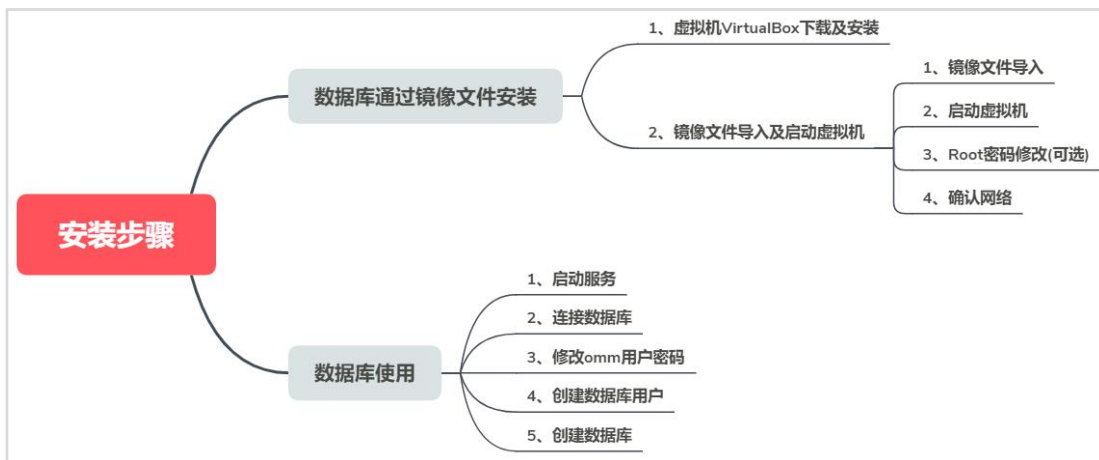 安装步骤
数据库通过镜像文件安装
1、虚拟机VirtualBox下载及安装
2、镜像文件导入及启动虚拟机
1、镜像文件导入
2、启动虚拟机
3、Root密码修改(可选)
4、确认网络
数据库使用
1、启动服务
2、连接数据库
3、修改omm用户密码
4、创建数据库用户
5、创建数据库